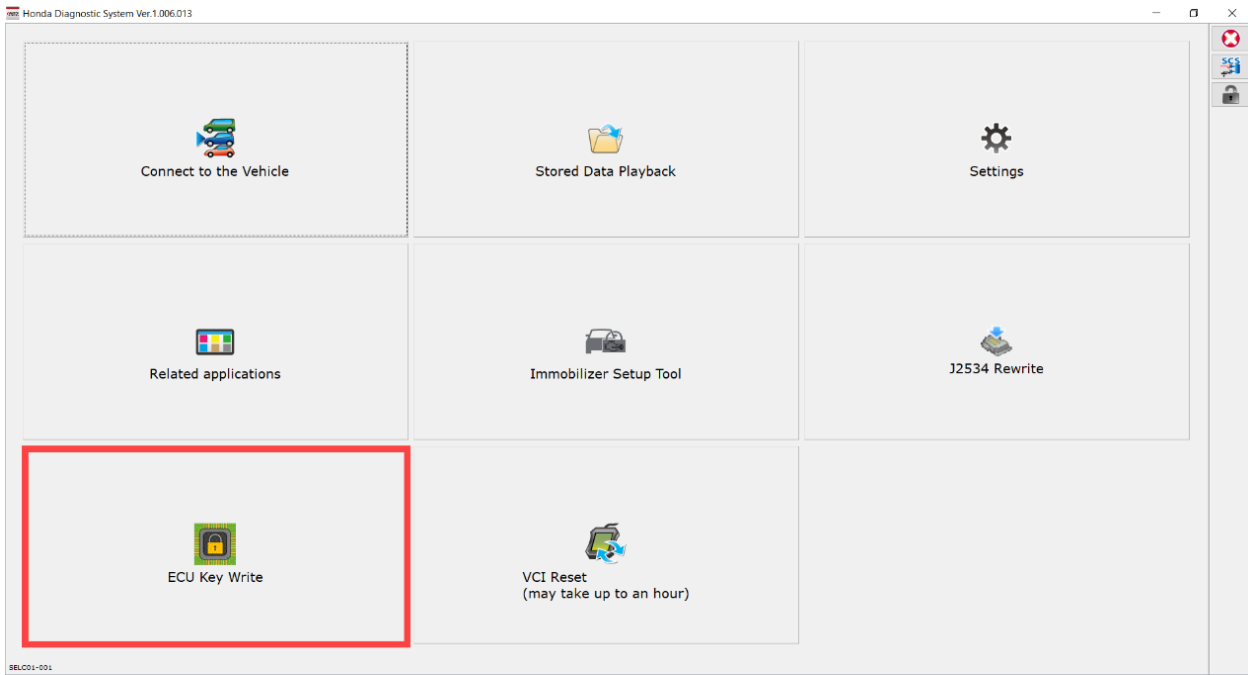 Honda Diagnostic System Ver.1.006.013
SCS
Connect to the Vehicle
Stored Data Playback
Settings
Related applications
Immobilizer Setup Tool
J2534 Rewrite
ECU Key Write
VCI Reset
(may take up to an hour)
SELC01-001